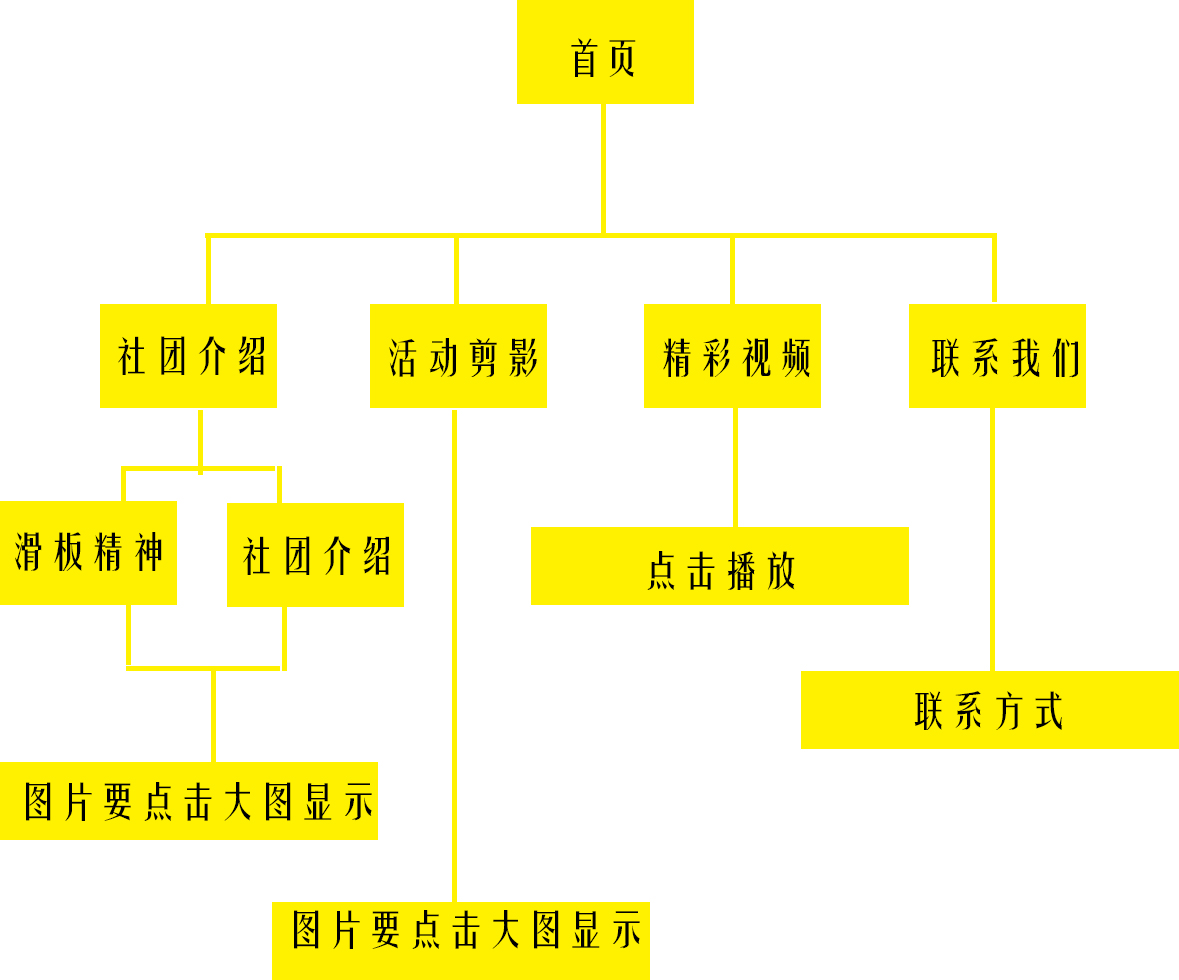 首页
社团介绍
活动剪影
精彩视频
联系我们
滑板精神
社团介绍
点击播放
联系方式
图片要点击大图显示
图片要点击大图显示